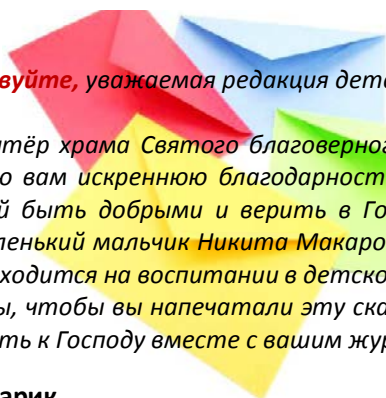 вуйте, уважаемая редакция дет
тёр храма Святого благоверног
о вам искреннюю благодарност
й быть добрыми и верить в Го
ленький мальчик Никита Макаро
ходится на воспитании в детско
ы, чтобы вы напечатали эту ска
ть к Господу вместе с вашим жур
арик